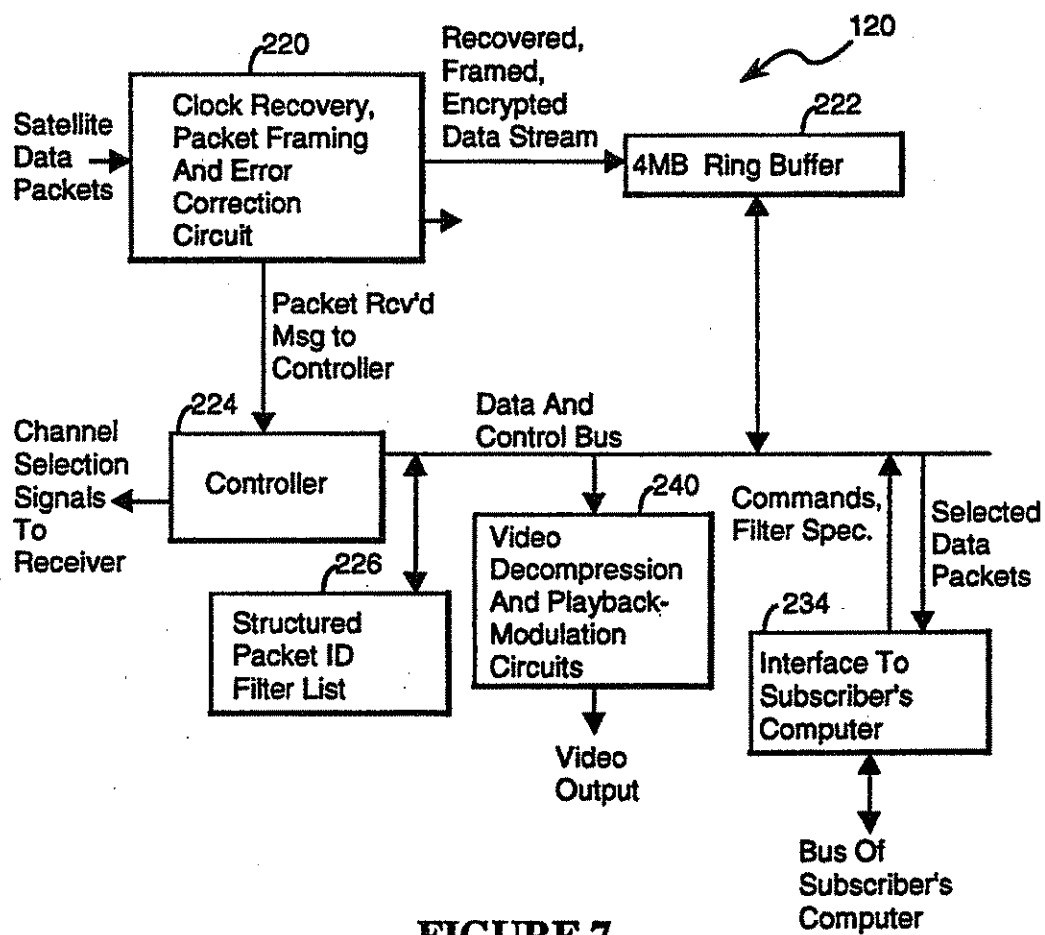 220
Recovered,
Framed,
Encrypted
Data Stream
120
Satellite
Data
Packets
Clock Recovery,
Packet Framing
And Error
Correction
Circuit
222
4MB Ring Buffer
Packet Rcv'd
Msg to
Controller
224
Channel
Selection
Signals
To
Receiver
Controller
Data And
Control Bus
226
Structured
Packet ID
Filter List
240
Video
Decompression
And Playback-
Modulation
Circuits
Video
Output
Commands,
Filter Spec.
Selected
Data
Packets
234
Interface To
Subscriber's
Computer
Bus Of
Subscriber's
Computer
FIGURE 7